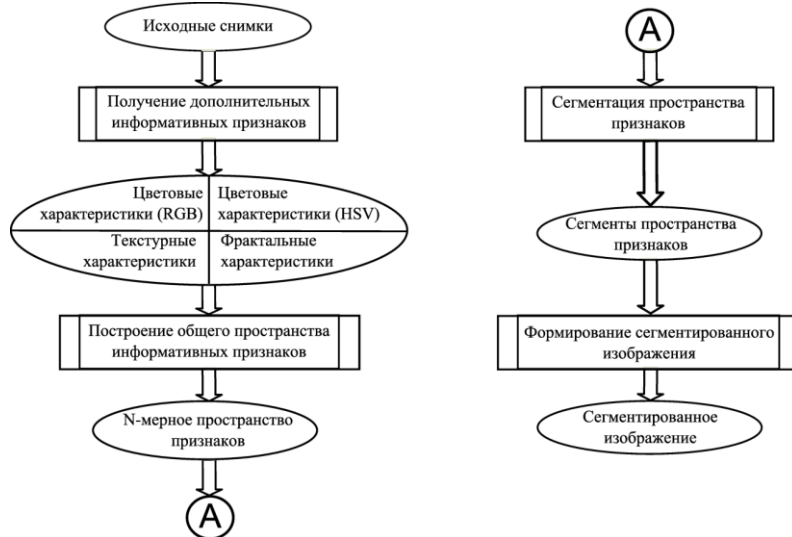 Исходные снимки
Получение дополнительных
информативных признаков
Цветовые
характеристики (RGB)
Цветовые
характеристики (HSV)
Текстурные
характеристики
Фрактальные
характеристики
Построение общего пространства
информативных признаков
N-мерное пространство
признаков
А
А
Сегментация пространства
признаков
Сегменты пространства
признаков
Формирование сегментированного
изображения
Сегментированное
изображение